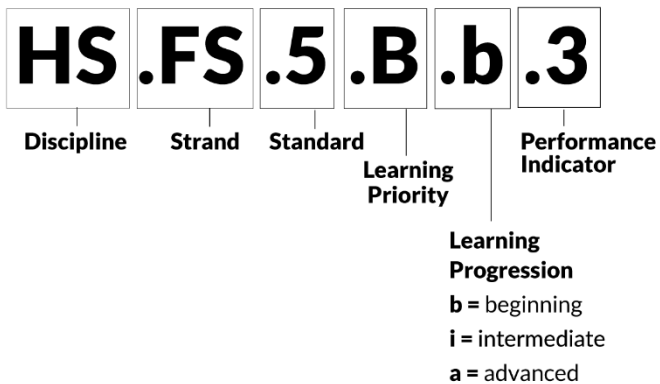 HS.FS.5.B.b.3
Discipline
Strand
Standard
Learning
Priority
Performance
Indicator
Learning
Progression
b = beginning
i = intermediate
a = advanced